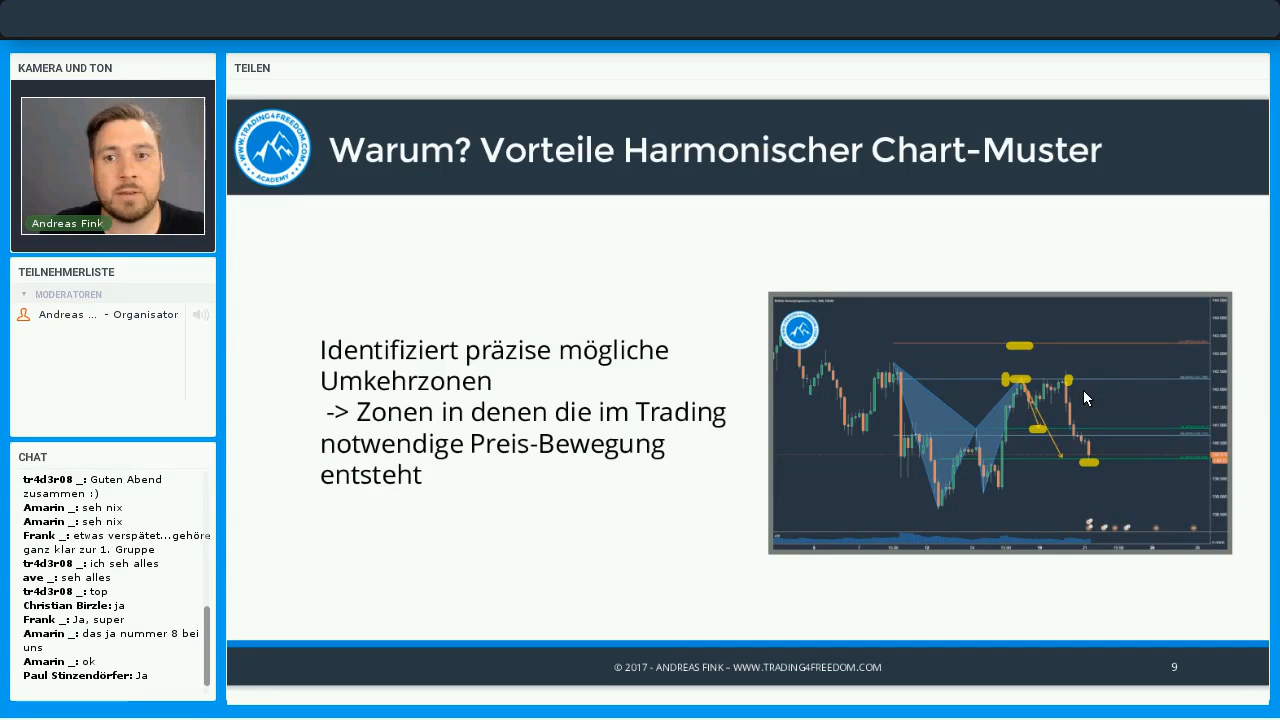 KAMERA UND TON
Andreas Fink
TEILNEHMERLISTE
MODERATOREN
Andreas ... - Organisator
CHAT
tr4d3r08 _: Guten Abend
zusammen :)
Amarin _: seh nix
Amarin _: seh nix
Frank _: etwas verspätet...gehöre
ganz klar zur 1. Gruppe
tr4d3r08 _: ich seh alles
ave _: seh alles
tr4d3r08 _: top
Christian Birzle: ja
Frank _: Ja, super
Amarin _: das ja nummer 8 bei
uns
Amarin _: ok
Paul Stinzendörfer: Ja
TEILEN
WWW.TRADING4FREEDOM.COM
ACADEMY
Warum? Vorteile Harmonischer Chart-Muster
Identifiziert präzise mögliche
Umkehrzonen
-> Zonen in denen die im Trading
notwendige Preis-Bewegung
entsteht
© 2017 - ANDREAS FINK – WWW.TRADING4FREEDOM.COM
9